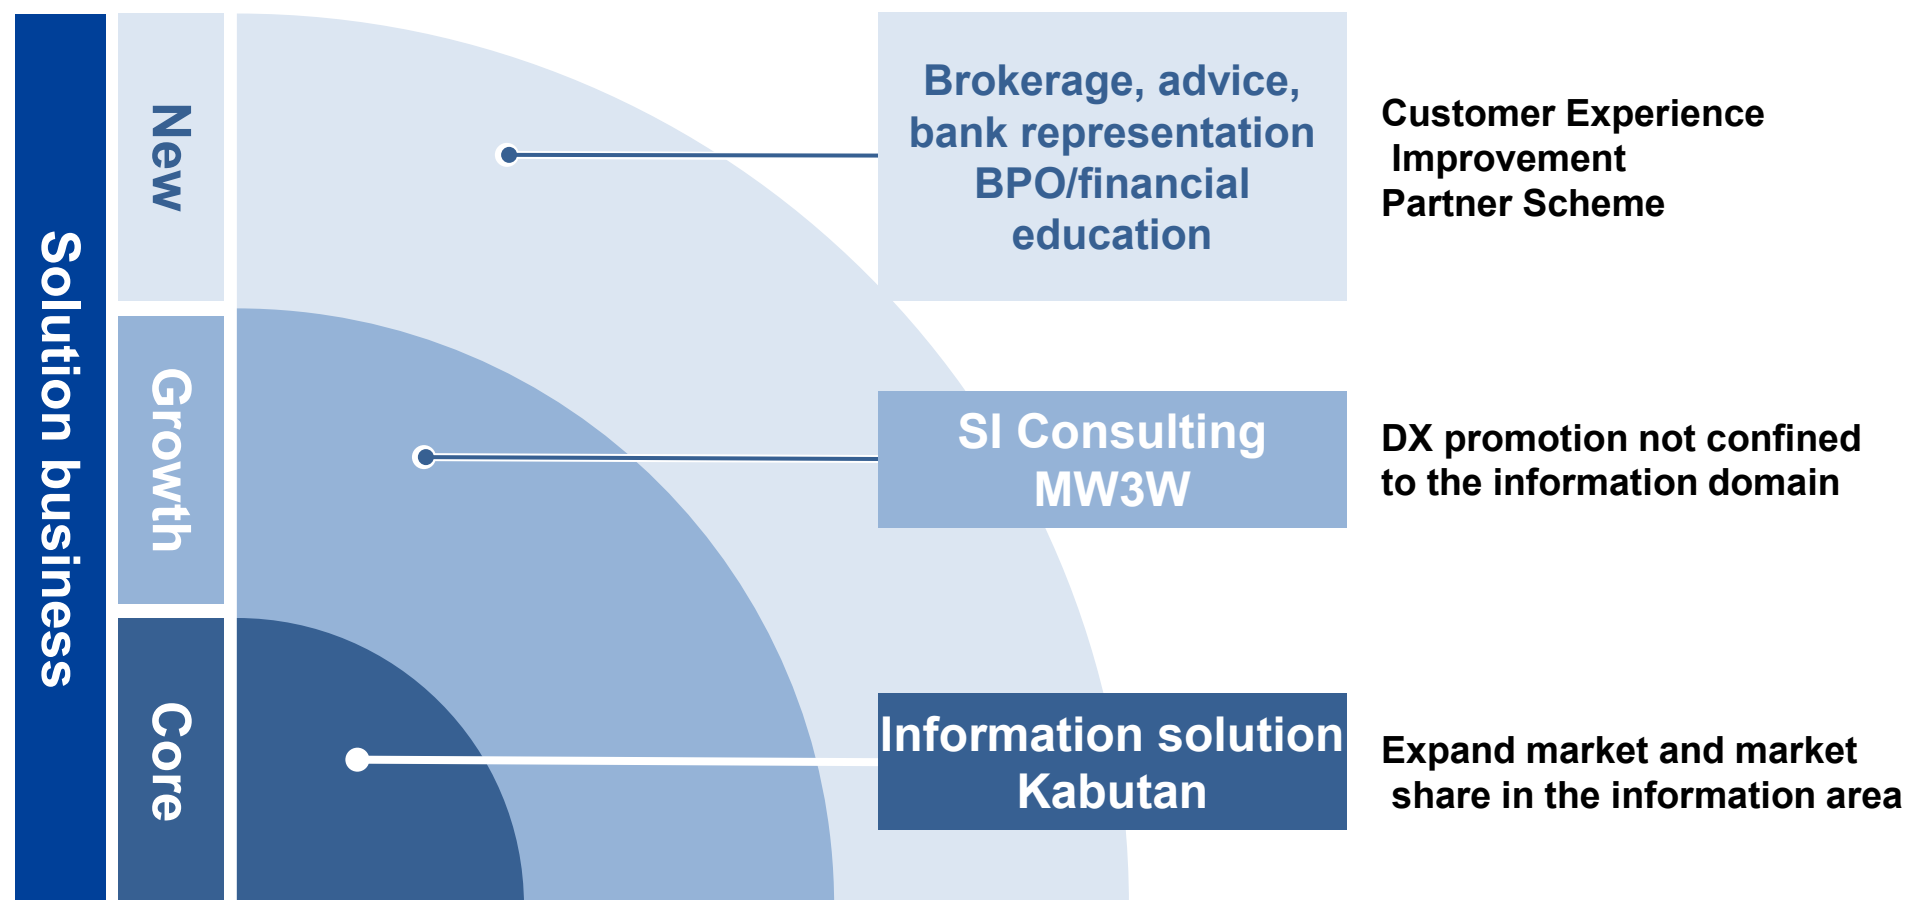 Solution business
New
Brokerage, advice,
bank representation
BPO/financial
education
Customer Experience
Improvement
Partner Scheme
Growth
SI Consulting
MW3W
DX promotion not confined
to the information domain
Core
Information solution
Kabutan
Expand market and market
share in the information area